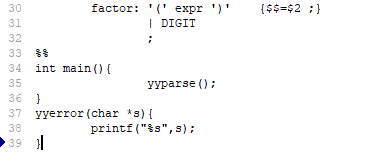 30 factor: '(' expr ')' {$$=$2 ;}
31 | DIGIT
32 ;
33 %%
34 int main(){
35 yyparse();
36 }
37 yyerror(char *s){
38 printf("%s",s);
39 }